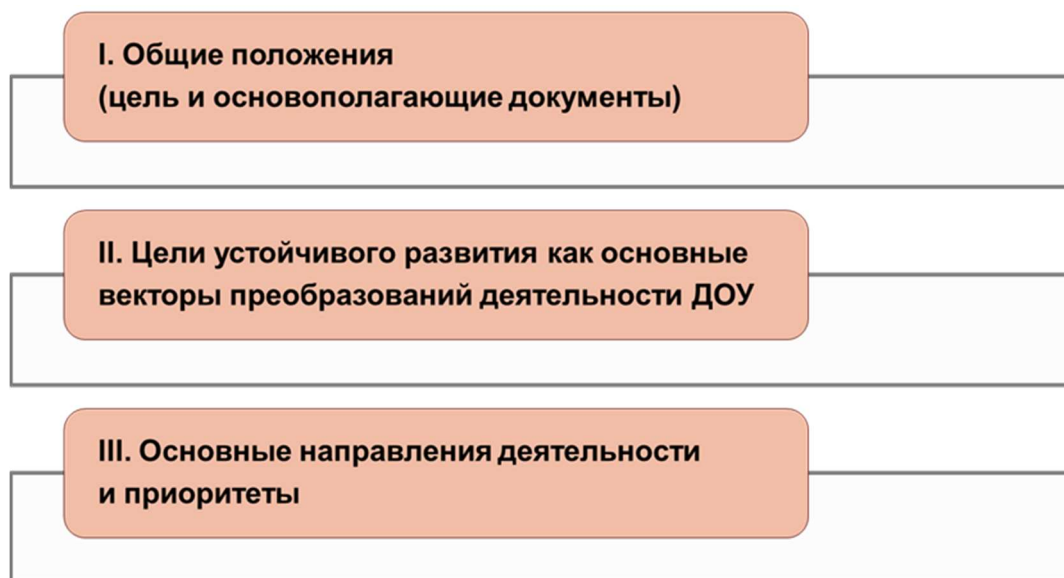 I. Общие положения
(цель и основополагающие документы)
II. Цели устойчивого развития как основные
векторы преобразований деятельности ДОУ
III. Основные направления деятельности
и приоритеты